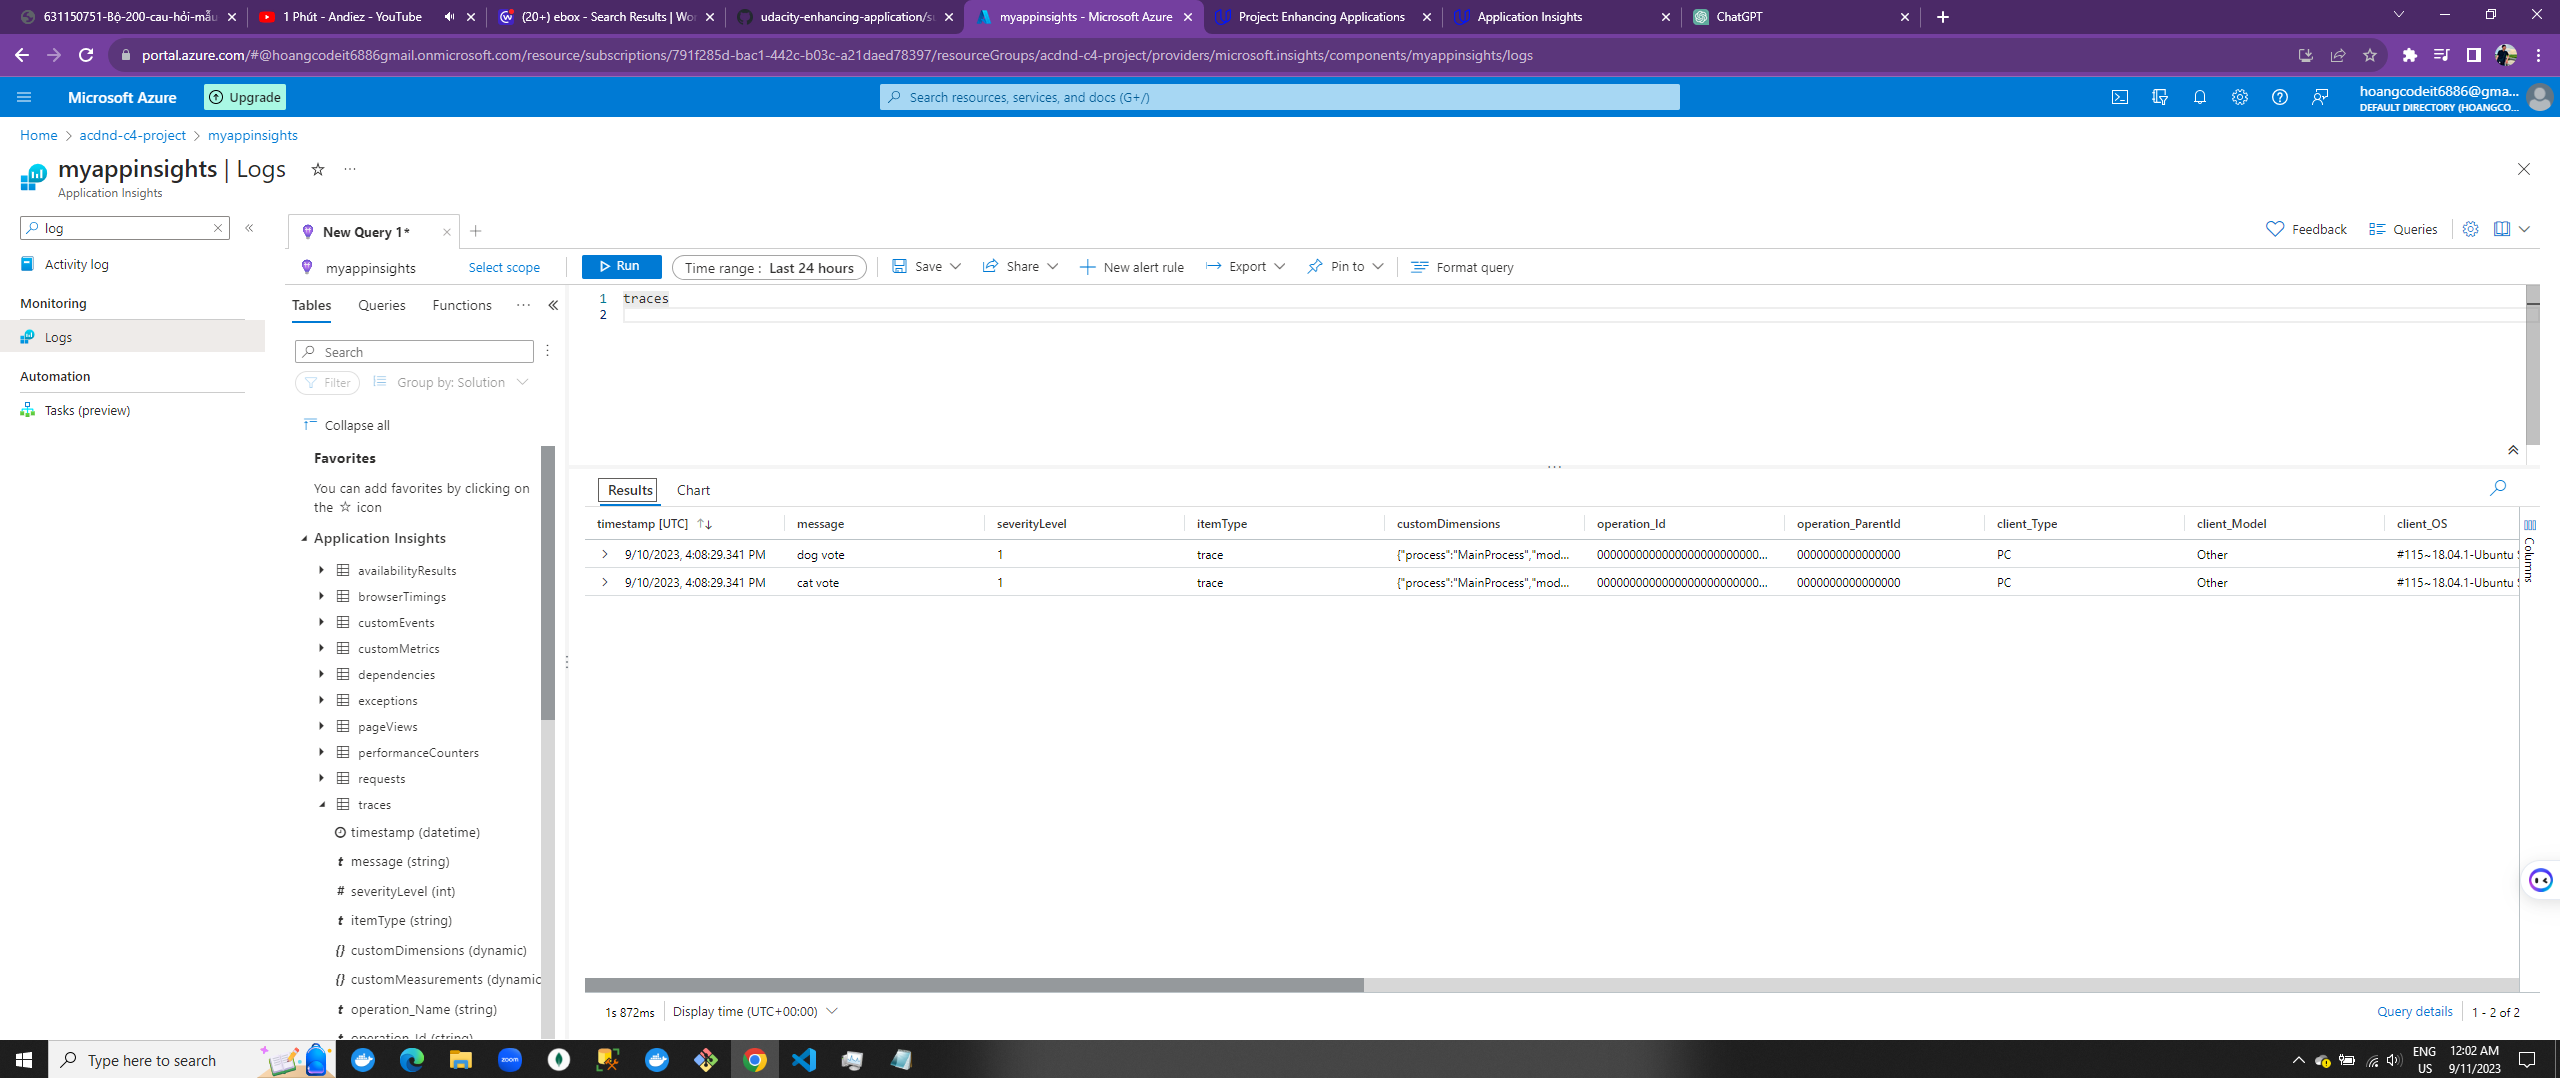 631150751-Bộ-200-cau-hỏi-mẫu
1 Phút - Andiez - YouTube
(20+) ebox - Search Results | Wor
udacity-enhancing-application/su
myappinsights - Microsoft Azure
Project: Enhancing Applications
Application Insights
ChatGPT
portal.azure.com/#@hoangcodeit6886gmail.onmicrosoft.com/resource/subscriptions/791f285d-bac1-442c-b03c-a21daed78397/resourceGroups/acdnd-c4-project/providers/microsoft.insights/components/myappinsights/logs
Microsoft Azure
Upgrade
Search resources, services, and docs (G+/)
hoangcodeit6886@gma...
DEFAULT DIRECTORY (HOANGCO...
Home > acdnd-c4-project > myappinsights
myappinsights | Logs
Application Insights
log
Activity log
Monitoring
Logs
Automation
Tasks (preview)
New Query 1*
Feedback
Queries
myappinsights
Select scope
Run
Time range : Last 24 hours
Save
Share
New alert rule
Export
Pin to
Format query
Tables
Queries
Functions
1 traces
2
Search
Filter
Group by: Solution
Collapse all
Favorites
You can add favorites by clicking on
the ☆ icon
Application Insights
availabilityResults
browserTimings
customEvents
customMetrics
dependencies
exceptions
pageViews
performanceCounters
requests
traces
timestamp (datetime)
t message (string)
# severityLevel (int)
t itemType (string)
{} customDimensions (dynamic)
{} customMeasurements (dynamic
t operation_Name (string)
t operation_Id (string)
Results
Chart
timestamp [UTC] message severityLevel itemType customDimensions operation_Id operation_ParentId client_Type client_Model client_OS
9/10/2023, 4:08:29.341 PM dog vote 1 trace {"process":"MainProcess","mod... 00000000000000000000000000... 0000000000000000 PC Other #115~18.04.1-Ubuntu S
9/10/2023, 4:08:29.341 PM cat vote 1 trace {"process":"MainProcess","mod... 00000000000000000000000000... 0000000000000000 PC Other #115~18.04.1-Ubuntu S
Columns
1s 872ms
Display time (UTC+00:00)
Query details
1 - 2 of 2
Type here to search
zoom
ENG
US
12:02 AM
9/11/2023